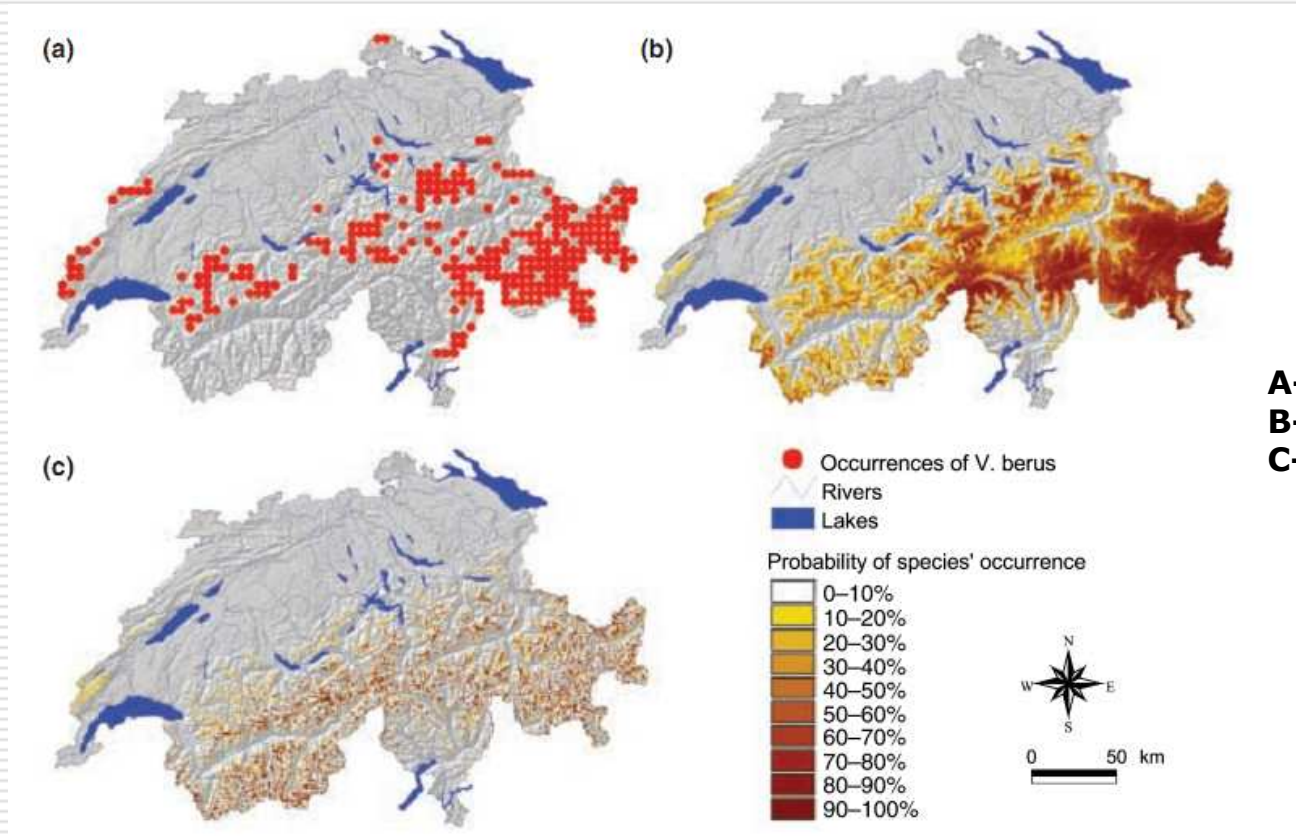 (a)
(b)
(c)
A-
B-
C-
Occurrences of V. berus
Rivers
Lakes
Probability of species' occurrence
0–10%
10–20%
20–30%
30–40%
40–50%
50–60%
60–70%
70–80%
80–90%
90–100%
N
W E
S
0 50 km